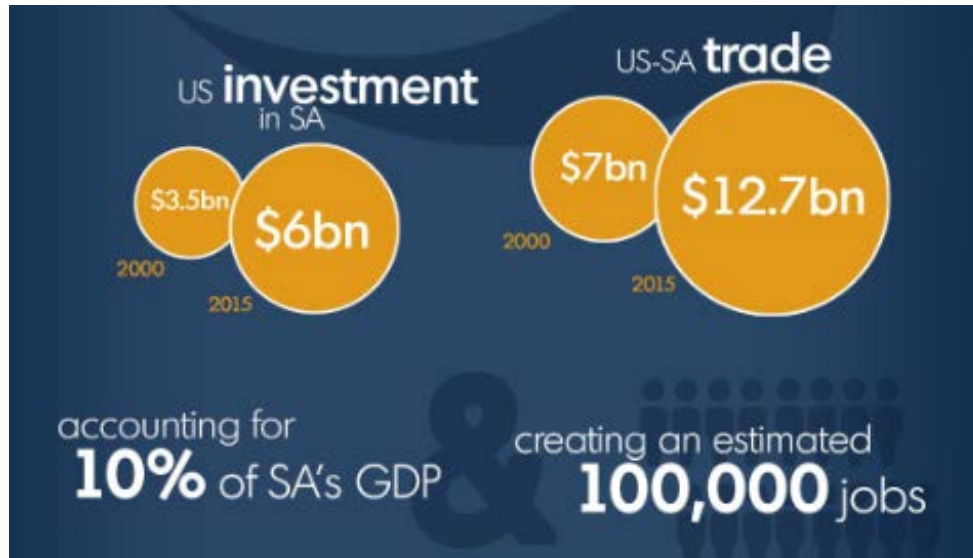 US investment
in SA
$3.5bn
2000
$6bn
2015
US-SA trade
$7bn
2000
$12.7bn
2015
accounting for
10% of SA's GDP
&
creating an estimated
100,000 jobs